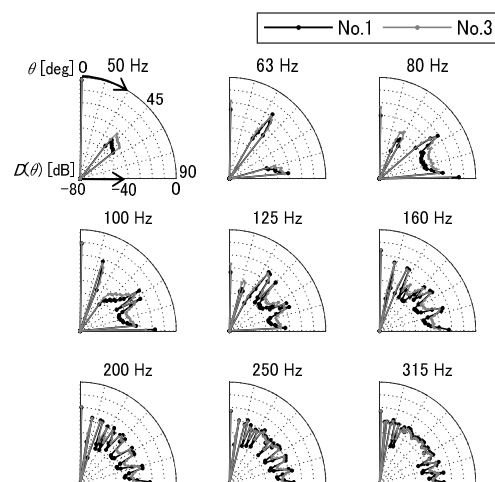 No.1 No.3
θ [deg] 0 50 Hz 63 Hz 80 Hz
45
D(θ) [dB] 90
−80 −40 0
100 Hz 125 Hz 160 Hz
200 Hz 250 Hz 315 Hz